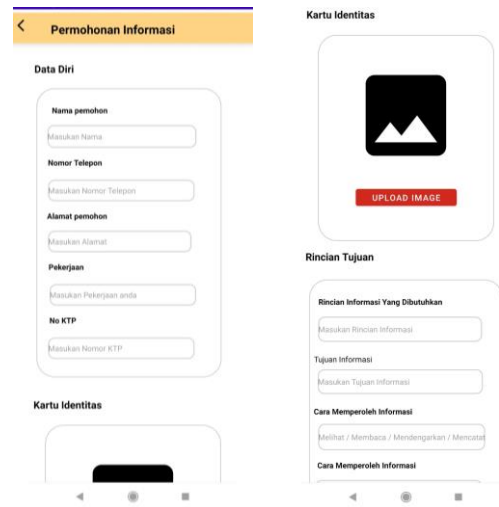 Permohonan Informasi
Data Diri
Nama pemohon
Masukan Nama
Nomor Telepon
Masukan Nomor Telepon
Alamat pemohon
Masukan Alamat
Pekerjaan
Masukan Pekerjaan anda
No KTP
Masukan Nomor KTP
Kartu Identitas
Kartu Identitas
UPLOAD IMAGE
Rincian Tujuan
Rincian Informasi Yang Dibutuhkan
Masukan Rincian Informasi
Tujuan Informasi
Masukan Tujuan Informasi
Cara Memperoleh Informasi
Melihat / Membaca / Mendengarkan / Mencatat
Cara Memperoleh Informasi